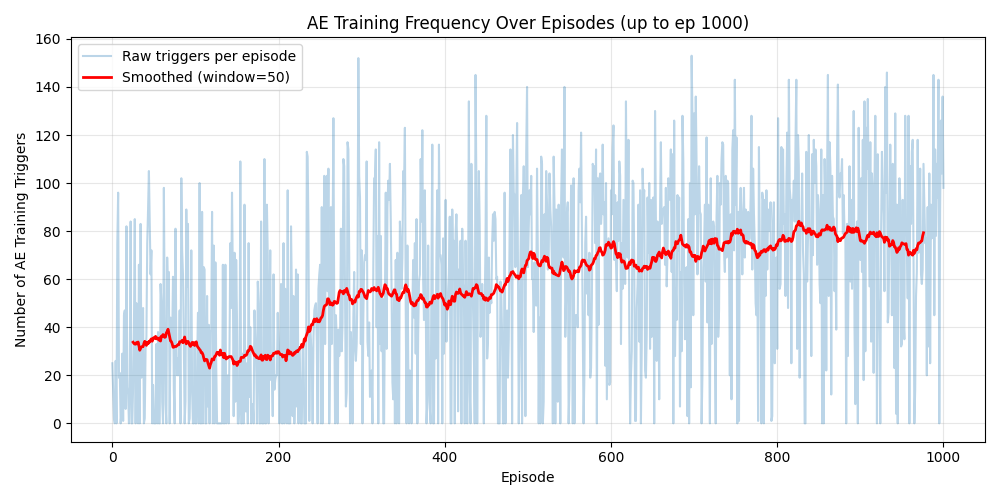 AE Training Frequency Over Episodes (up to ep 1000)
Raw triggers per episode
Smoothed (window=50)
Number of AE Training Triggers
160
140
120
100
80
60
40
20
0
0 200 400 600 800 1000
Episode